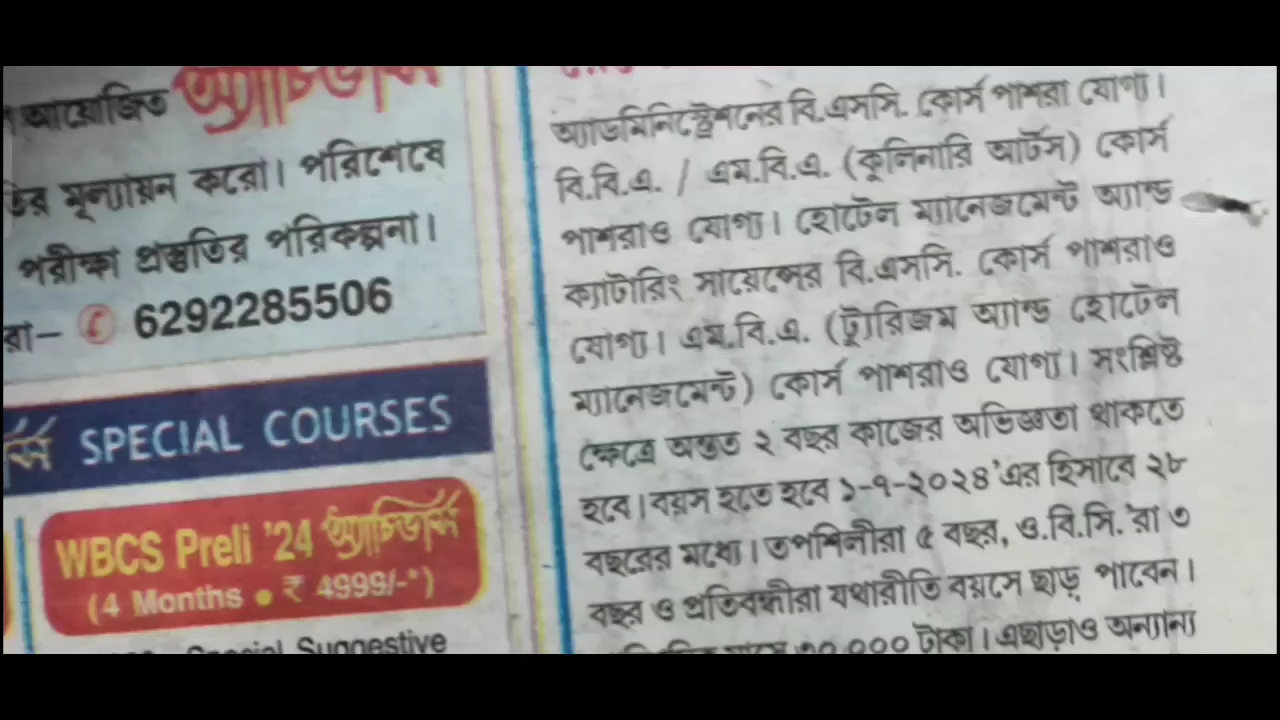 আয়োজিত
মূল্যায়ন করো। পরিশেষে
পরীক্ষা প্রস্তুতির পরিকল্পনা।
রা- 6292285506
SPECIAL COURSES
WBCS Preli '24 অ্যাচিভার্স
(4 Months ● ₹ 4999/-*)
Special Suggestive
অ্যাডমিনিস্ট্রেশনের বি.এসসি. কোর্স পাশরা যোগ্য।
বি.বি.এ. / এম.বি.এ. (কুলিনারি আর্টস) কোর্স
পাশরাও যোগ্য। হোটেল ম্যানেজমেন্ট অ্যান্ড
ক্যাটারিং সায়েন্সের বি.এসসি. কোর্স পাশরাও
যোগ্য। এম.বি.এ. (ট্যুরিজম অ্যান্ড হোটেল
ম্যানেজমেন্ট) কোর্স পাশরাও যোগ্য। সংশ্লিষ্ট
ক্ষেত্রে অন্তত ২ বছর কাজের অভিজ্ঞতা থাকতে
হবে। বয়স হতে হবে ১-৭-২০২৪'এর হিসাবে ২৮
বছরের মধ্যে। তপশিলীরা ৫ বছর, ও.বি.সি.'রা ৩
বছর ও প্রতিবন্ধীরা যথারীতি বয়সে ছাড় পাবেন।
টাকা। এছাড়াও অন্যান্য